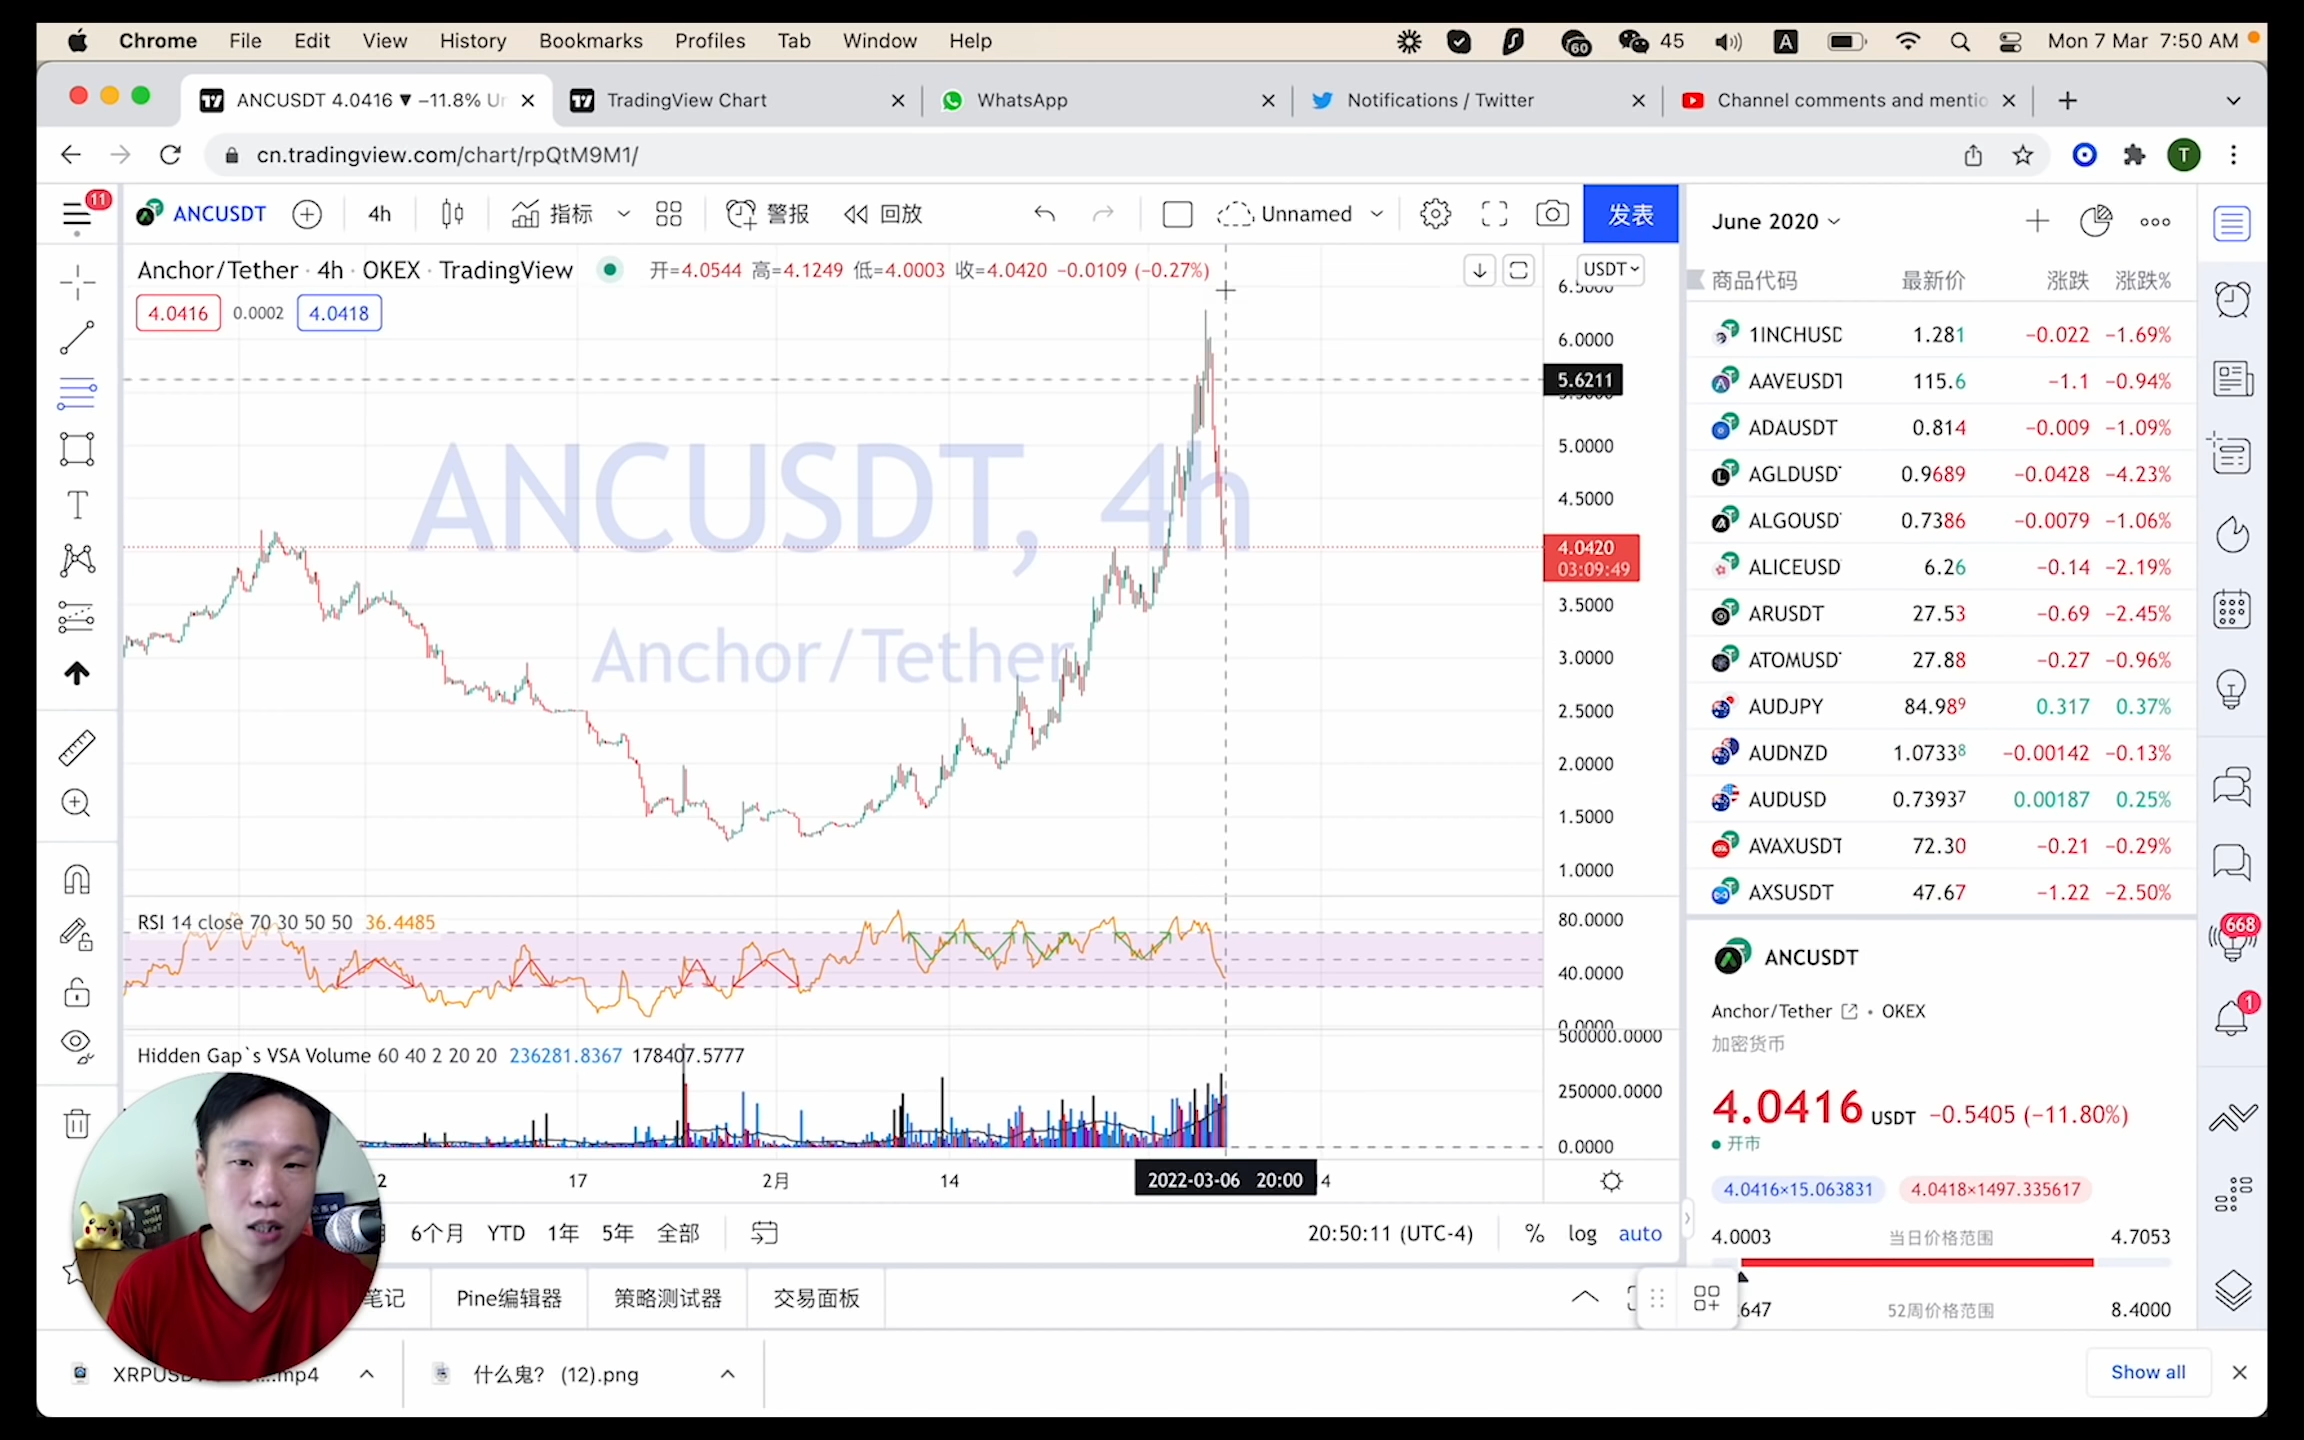 Chrome File Edit View History Bookmarks Profiles Tab Window Help 60 45 A Mon 7 Mar 7:50 AM
ANCUSDT 4.0416 ▼ −11.8% TradingView Chart WhatsApp Notifications / Twitter Channel comments and mentio
cn.tradingview.com/chart/rpQtM9M1/ T
11 ANCUSDT 4h 指标 警报 回放 Unnamed 发表
Anchor/Tether · 4h · OKEX · TradingView 开=4.0544 高=4.1249 低=4.0003 收=4.0420 −0.0109 (−0.27%) USDT
4.0416 0.0002 4.0418
6.0000
5.6211
5.0000
4.5000
4.0420
03:09:49
3.5000
3.0000
2.5000
2.0000
1.5000
1.0000
ANCUSDT, 4h
Anchor/Tether
RSI 14 close 70 30 50 50 36.4485
80.0000
40.0000
0.0000
500000.0000
Hidden Gap`s VSA Volume 60 40 2 20 20 236281.8367 178407.5777
250000.0000
0.0000
17 2月 14 2022-03-06 20:00 4
6个月 YTD 1年 5年 全部 20:50:11 (UTC-4) % log auto
笔记 Pine编辑器 策略测试器 交易面板
June 2020
商品代码 最新价 涨跌 涨跌%
1INCHUSD 1.281 −0.022 −1.69%
AAVEUSDT 115.6 −1.1 −0.94%
ADAUSDT 0.814 −0.009 −1.09%
AGLDUSD 0.9689 −0.0428 −4.23%
ALGOUSD 0.7386 −0.0079 −1.06%
ALICEUSD 6.26 −0.14 −2.19%
ARUSDT 27.53 −0.69 −2.45%
ATOMUSD 27.88 −0.27 −0.96%
AUDJPY 84.989 0.317 0.37%
AUDNZD 1.07338 −0.00142 −0.13%
AUDUSD 0.73937 0.00187 0.25%
AVAXUSDT 72.30 −0.21 −0.29%
AXSUSDT 47.67 −1.22 −2.50%
668
ANCUSDT
Anchor/Tether • OKEX
1
加密货币
4.0416 USDT −0.5405 (−11.80%)
开市
4.0416×15.063831 4.0418×1497.335617
4.0003 当日价格范围 4.7053
647 52周价格范围 8.4000
mp4 什么鬼? (12).png Show all